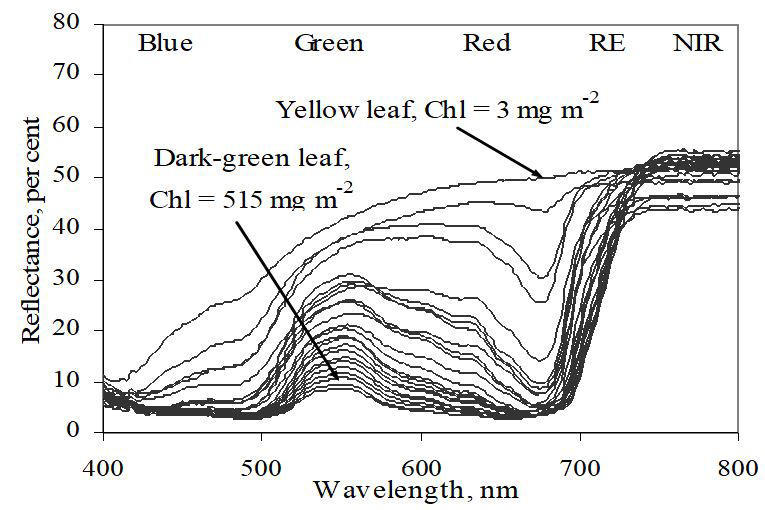 80
70
60
50
40
30
20
10
0
Reflectance, per cent
Blue Green Red RE NIR
Yellow leaf, Chl = 3 mg m-2
Dark-green leaf,
Chl = 515 mg m-2
400 500 600 700 800
Wavelength, nm